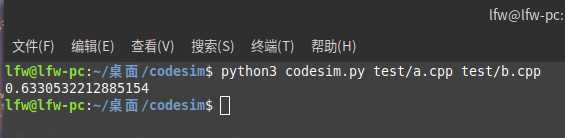 lfw@lfw-pc:
文件(F) 编辑(E) 查看(V) 搜索(S) 终端(T) 帮助(H)
lfw@lfw-pc:~/桌面/codesim$ python3 codesim.py test/a.cpp test/b.cpp
0.6330532212885154
lfw@lfw-pc:~/桌面/codesim$